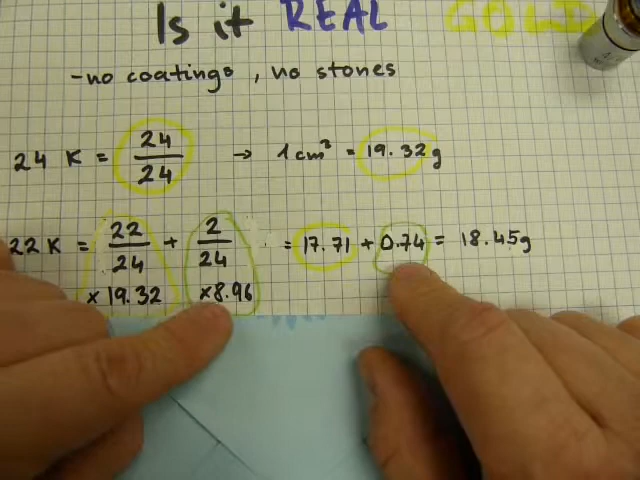 Is it REAL GOLD
-no coatings, no stones
24 K = 24/24 → 1cm³ = 19.32g
22 K = 22/24 + 2/24 = 17.71 + 0.74 = 18.45g
×19.32 ×8.96